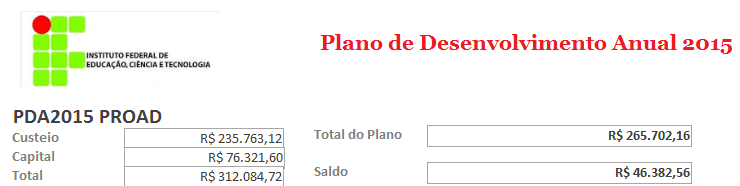 INSTITUTO FEDERAL DE
EDUCAÇÃO, CIÊNCIA E TECNOLOGIA
Plano de Desenvolvimento Anual 2015
PDA2015 PROAD
Custeio R$ 235.763,12
Capital R$ 76.321,60
Total R$ 312.084,72
Total do Plano R$ 265.702,16
Saldo R$ 46.382,56